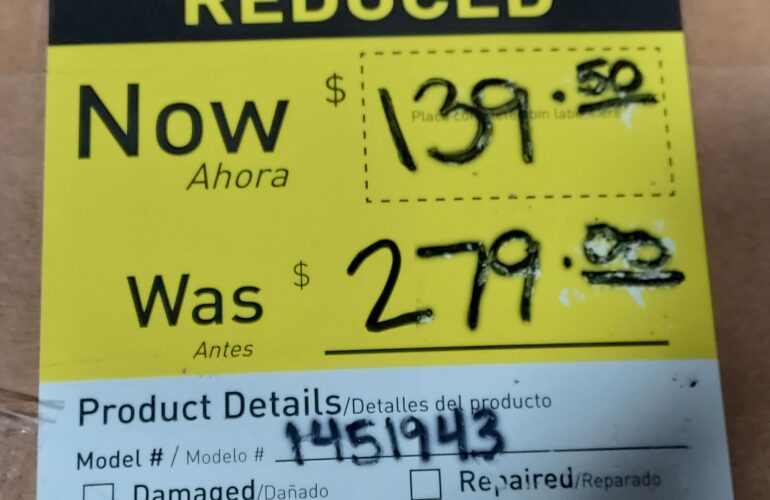 REDUCED
Now $ 139.50
Ahora
Was $ 279.00
Antes
Product Details/Detalles del producto
Model # / Modelo # 1451943
Damaged/Dañado Repaired/Reparado